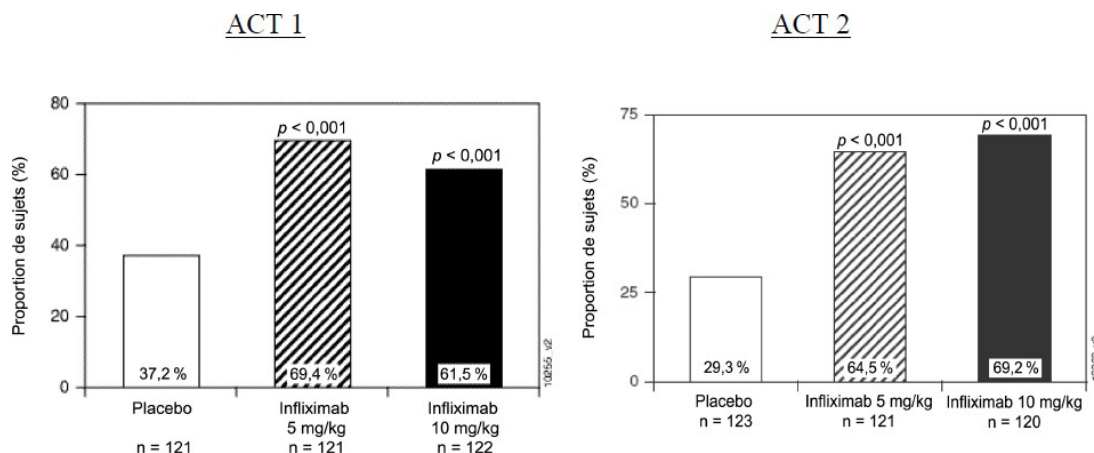 ACT 1
Proportion de sujets (%)
80
60
40
20
0
p < 0,001
p < 0,001
37,2 %
69,4 %
61,5 %
Placebo
n = 121
Infliximab
5 mg/kg
n = 121
Infliximab
10 mg/kg
n = 122
ACT 2
Proportion de sujets (%)
75
50
25
0
p < 0,001
p < 0,001
29,3 %
64,5 %
69,2 %
Placebo
n = 123
Infliximab 5 mg/kg
n = 121
Infliximab 10 mg/kg
n = 120